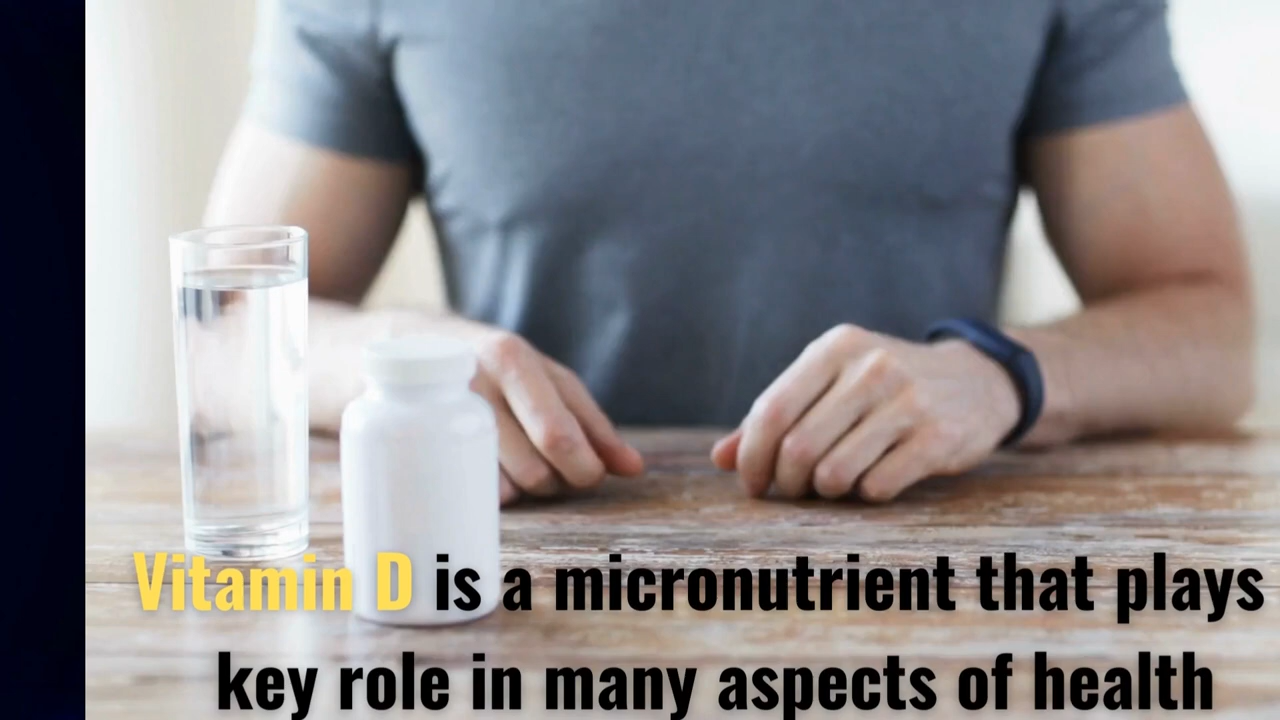 Vitamin D is a micronutrient that plays
key role in many aspects of health